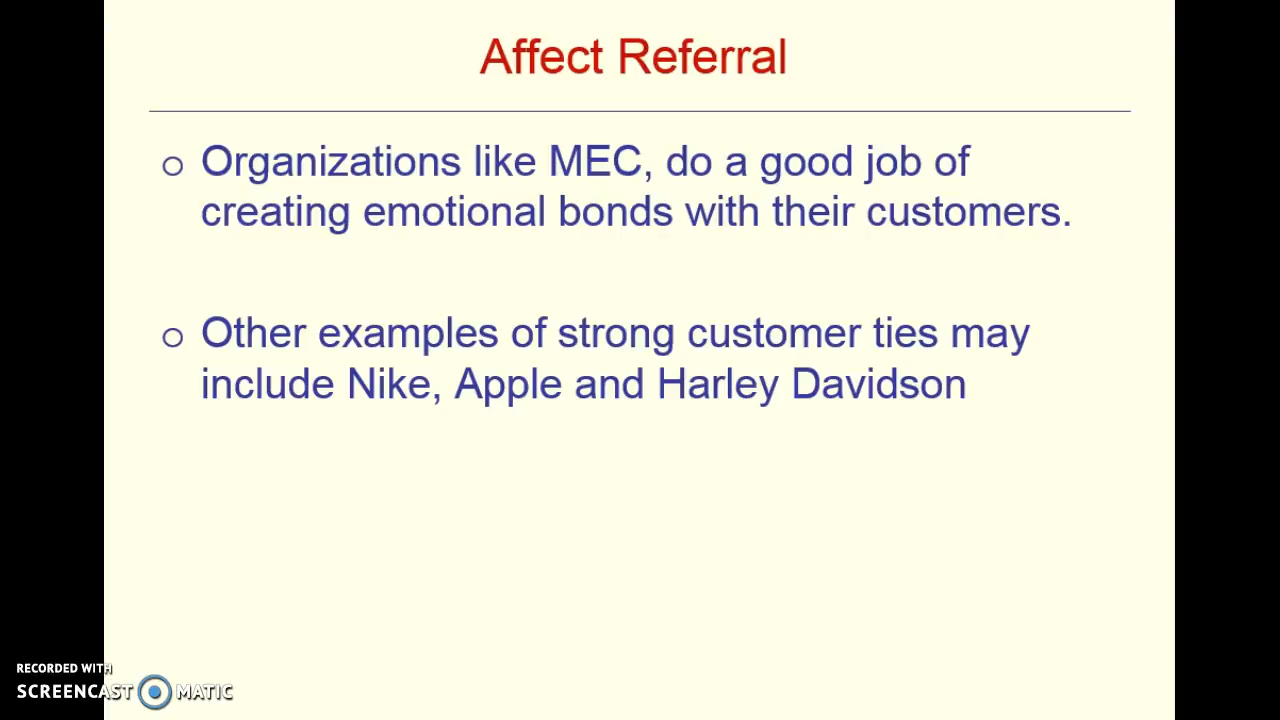 Affect Referral
Organizations like MEC, do a good job of
creating emotional bonds with their customers.
Other examples of strong customer ties may
include Nike, Apple and Harley Davidson
RECORDED WITH
SCREENCAST MATIC